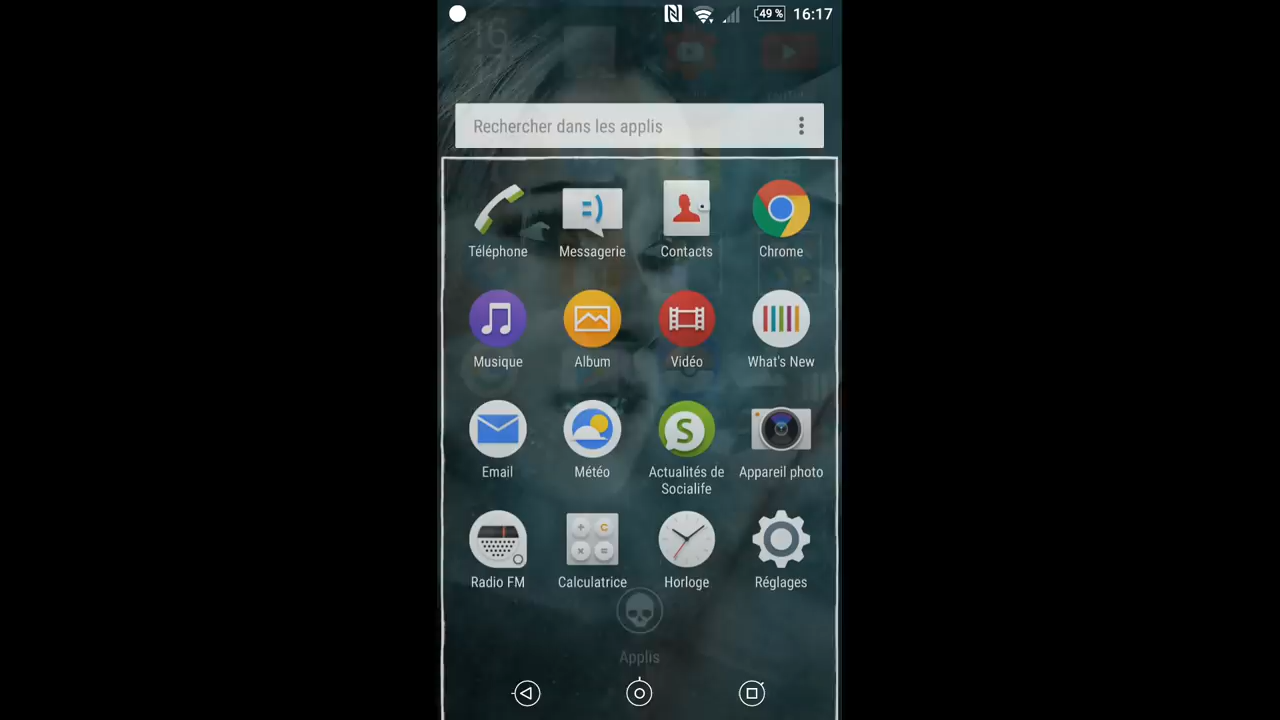 49 %
16:17
16
Rechercher dans les applis
Téléphone
Messagerie
Contacts
Chrome
Musique
Album
Vidéo
What's New
Email
Météo
Actualités de
Socialife
Appareil photo
Radio FM
Calculatrice
Horloge
Réglages
Applis